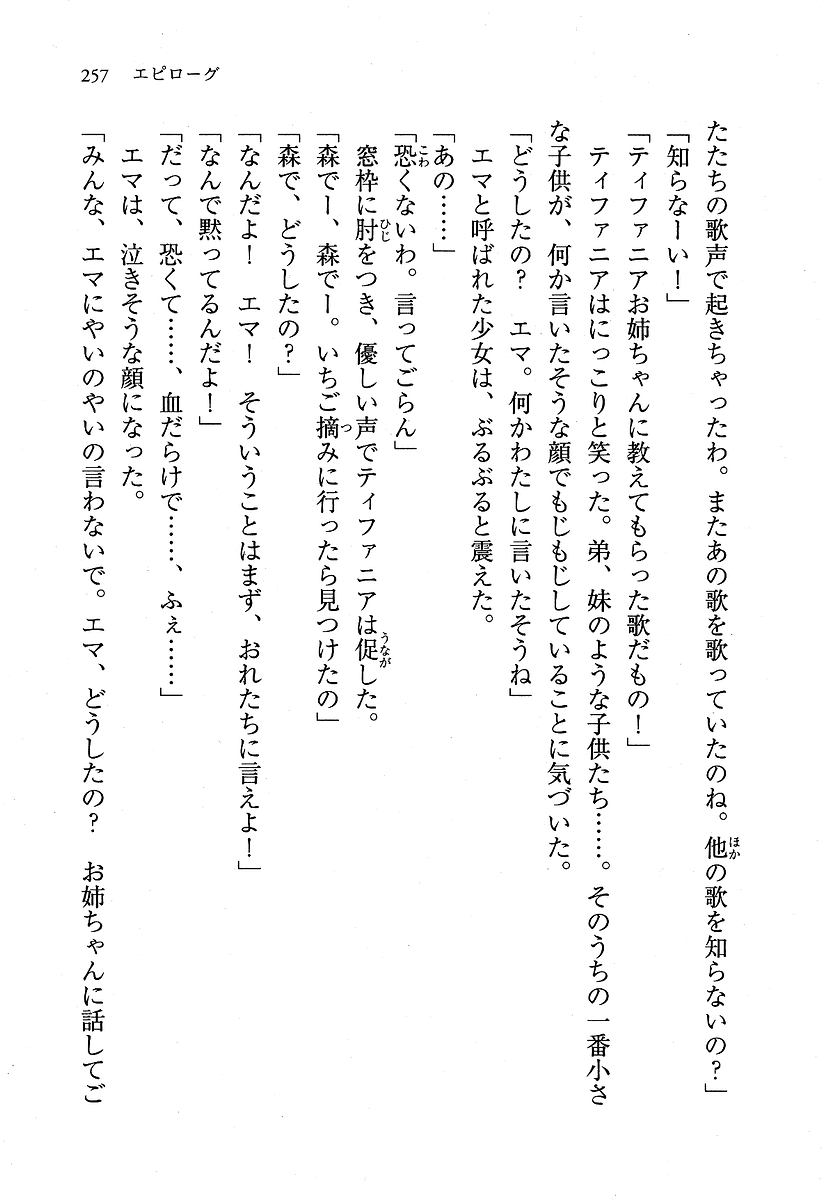 257　エピローグ
たたちの歌声で起きちゃったわ。またあの歌を歌っていたのね。他の歌を知らないの？」
「知らなーい！」
「ティファニアお姉ちゃんに教えてもらった歌だもの！」
　ティファニアはにっこりと笑った。弟、妹のような子供たち……。そのうちの一番小さ
な子供が、何か言いたそうな顔でもじもじしていることに気づいた。
「どうしたの？　エマ。何かわたしに言いたそうね」
　エマと呼ばれた少女は、ぶるぶると震えた。
「あの……」
「恐くないわ。言ってごらん」
　窓枠に肘をつき、優しい声でティファニアは促した。
「森でー、森でー。いちご摘みに行ったら見つけたの」
「森で、どうしたの？」
「なんだよ！　エマ！　そういうことはまず、おれたちに言えよ！」
「なんで黙ってるんだよ！」
「だって、恐くて……、血だらけで……、ふぇ……」
　エマは、泣きそうな顔になった。
「みんな、エマにやいのやいの言わないで。エマ、どうしたの？　お姉ちゃんに話してご